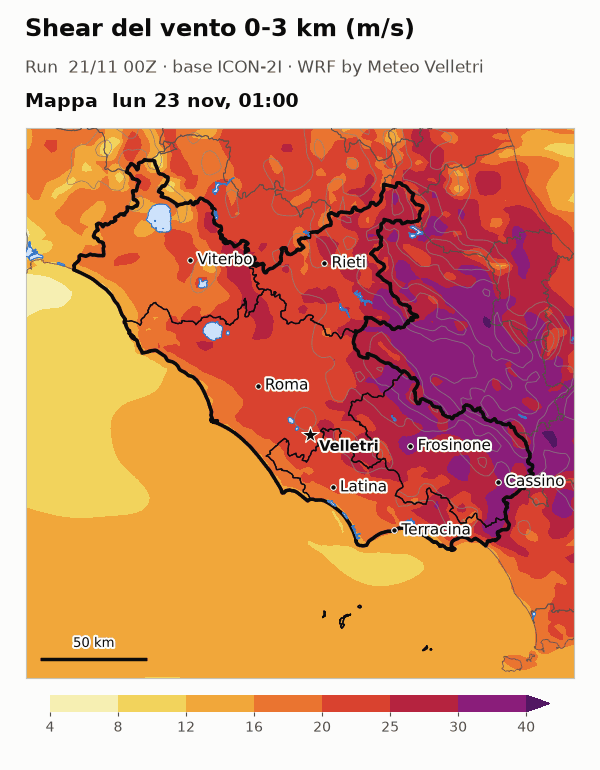 Shear del vento 0-3 km (m/s)
Run  21/11 00Z · base ICON-2I · WRF by Meteo Velletri
Mappa  lun 23 nov, 01:00
Viterbo
Rieti
Roma
Velletri
Frosinone
Cassino
Latina
Terracina
50 km
4 8 12 16 20 25 30 40